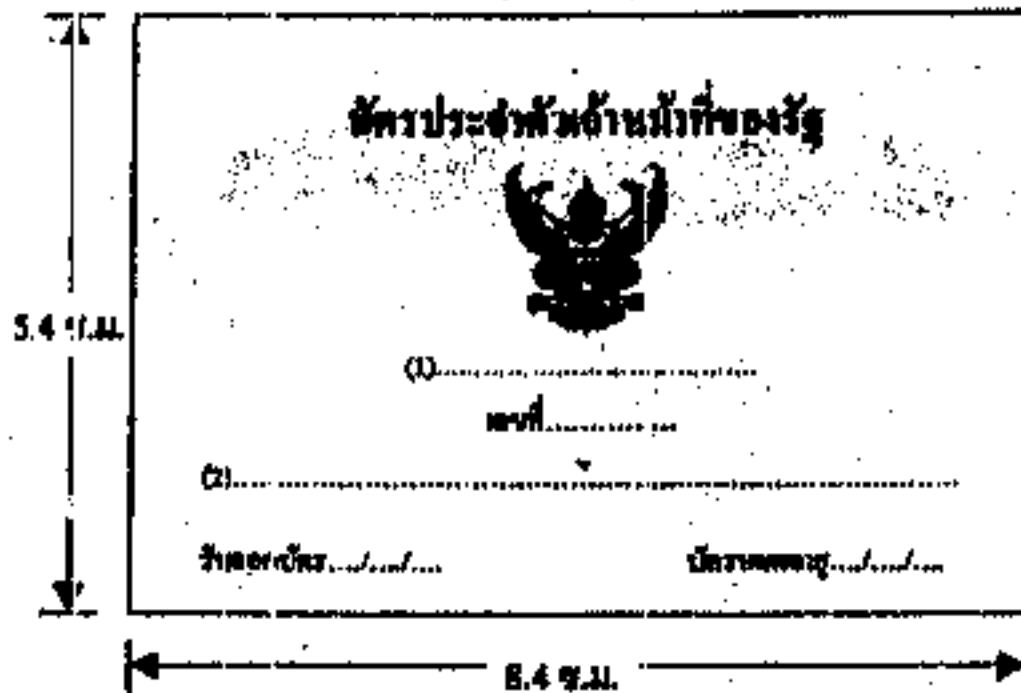 บัตรประจำตัวเจ้าหน้าที่ของรัฐ
5.4 ซ.ม.
(1)....................
เลขที่....................
(2)....................
วันออกบัตร..../..../....
บัตรหมดอายุ..../..../....
8.4 ซ.ม.